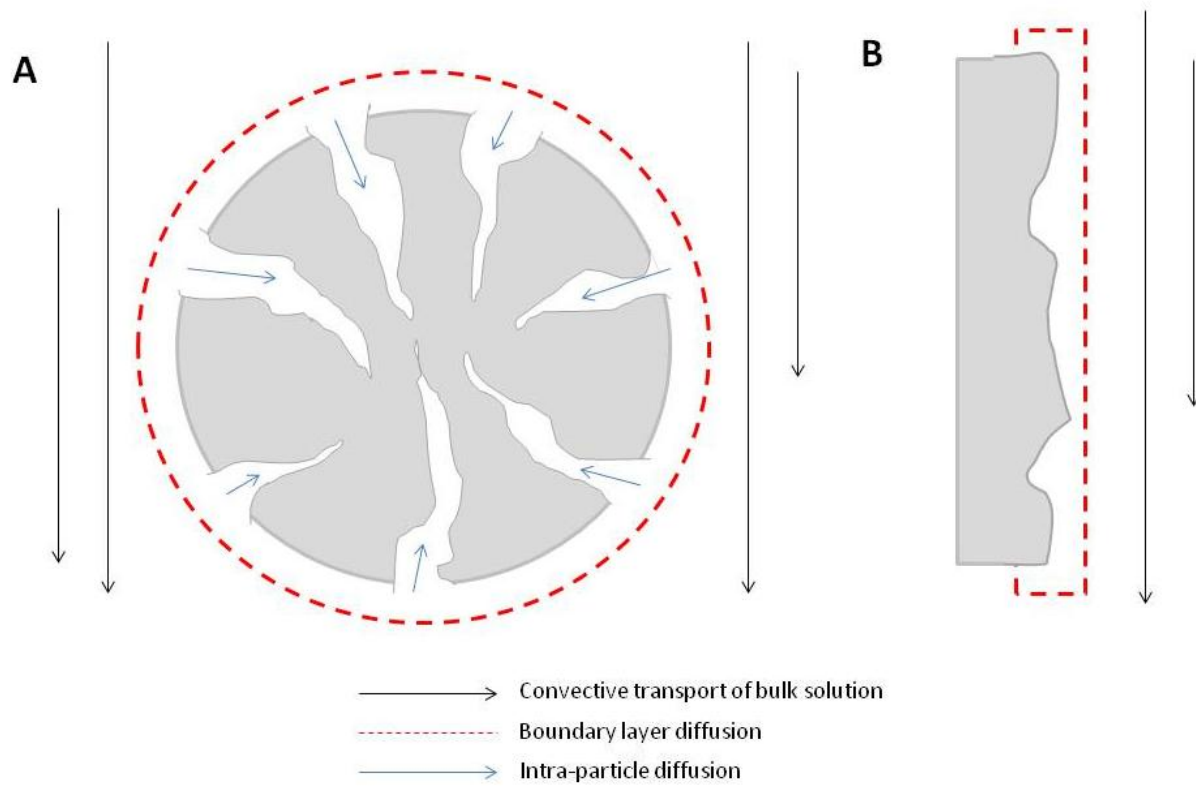 A
B
Convective transport of bulk solution
Boundary layer diffusion
Intra-particle diffusion